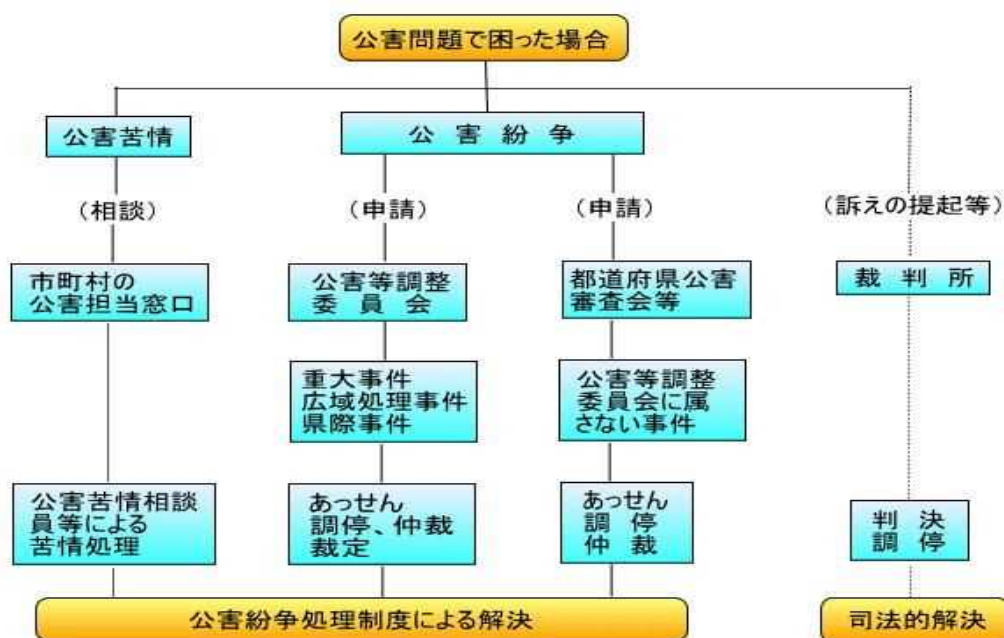 公害問題で困った場合
公害苦情
公害紛争
（相談）
（申請）
（申請）
（訴えの提起等）
市町村の
公害担当窓口
公害等調整
委員会
都道府県公害
審査会等
裁判所
重大事件
広域処理事件
県際事件
公害等調整
委員会に属
さない事件
公害苦情相談
員等による
苦情処理
あっせん
調停、仲裁
裁定
あっせん
調停
仲裁
判決
調停
公害紛争処理制度による解決
司法的解決